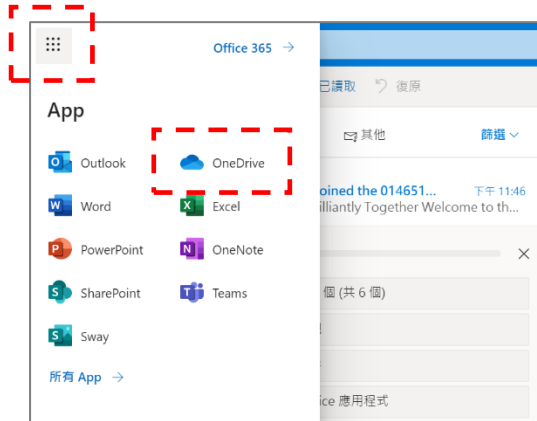 Office 365 →
App
Outlook
OneDrive
Word
Excel
PowerPoint
OneNote
SharePoint
Teams
Sway
所有 App →
已讀取 復原
其他 篩選
oined the 014651... 下午 11:46
illiantly Together Welcome to th...
個 (共 6 個)
ice 應用程式